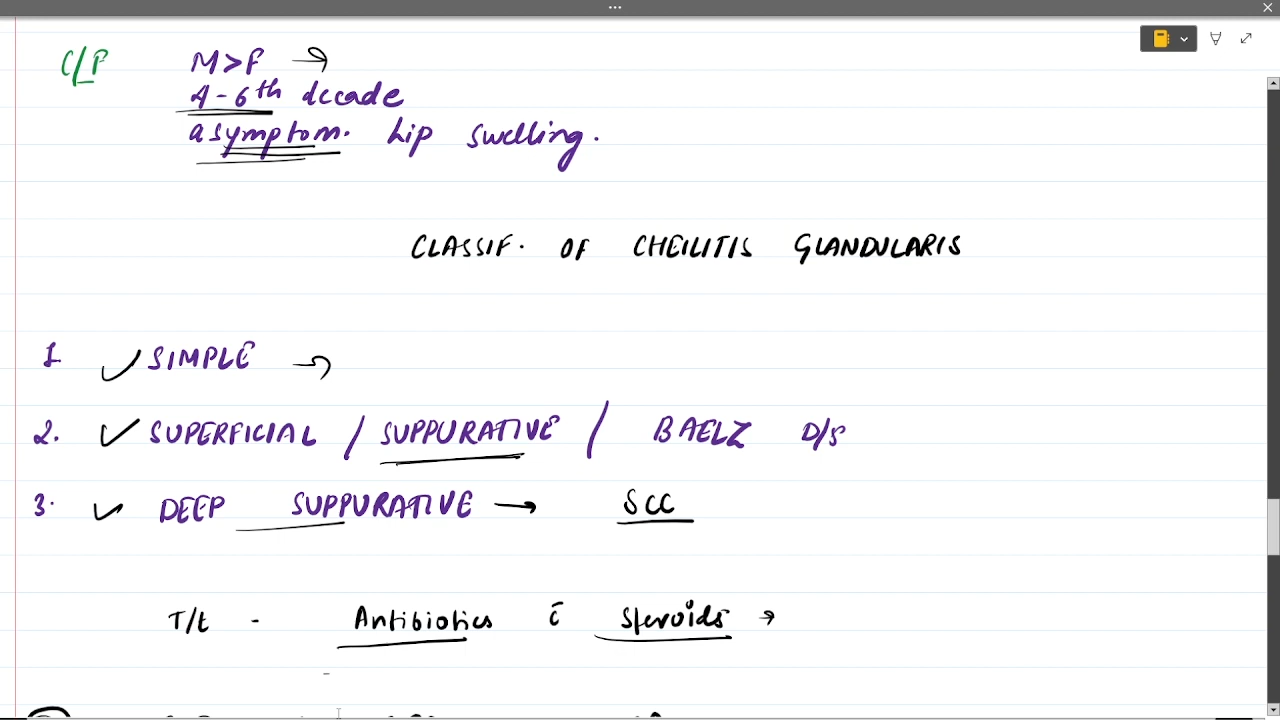 C/P M>F →
4-6th decade
asymptom. Lip swelling.
CLASSIF. OF CHEILITIS GLANDULARIS
1. ✓ SIMPLE →
2. ✓ SUPERFICIAL / SUPPURATIVE / BAELZ D/s
3. ✓ DEEP SUPPURATIVE → SCC
T/t - Antibiotics c̄ Steroids →